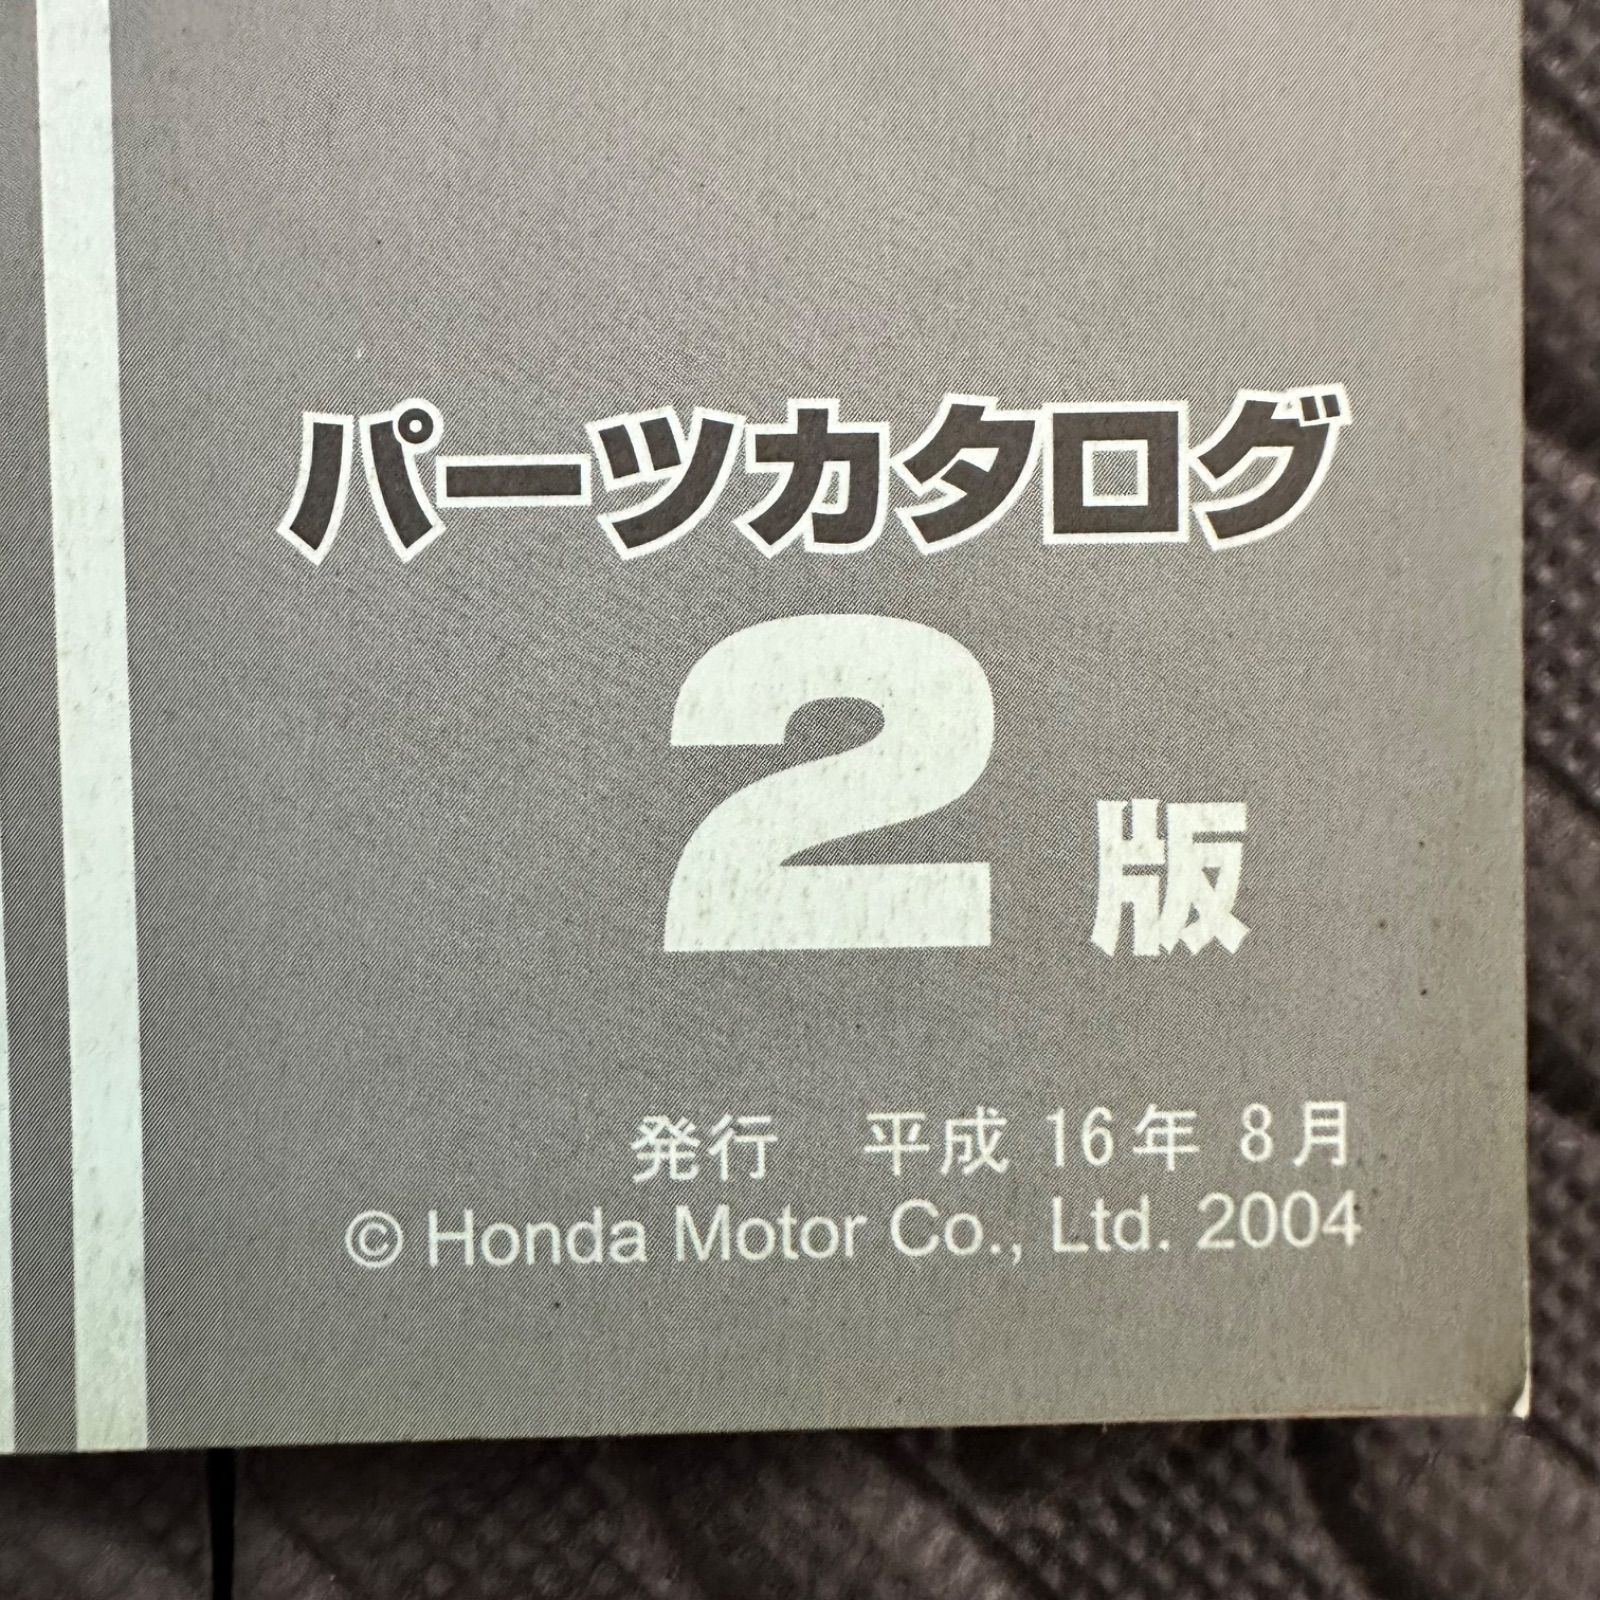 パーツカタログ
2版
発行 平成 16年 8月
© Honda Motor Co., Ltd. 2004